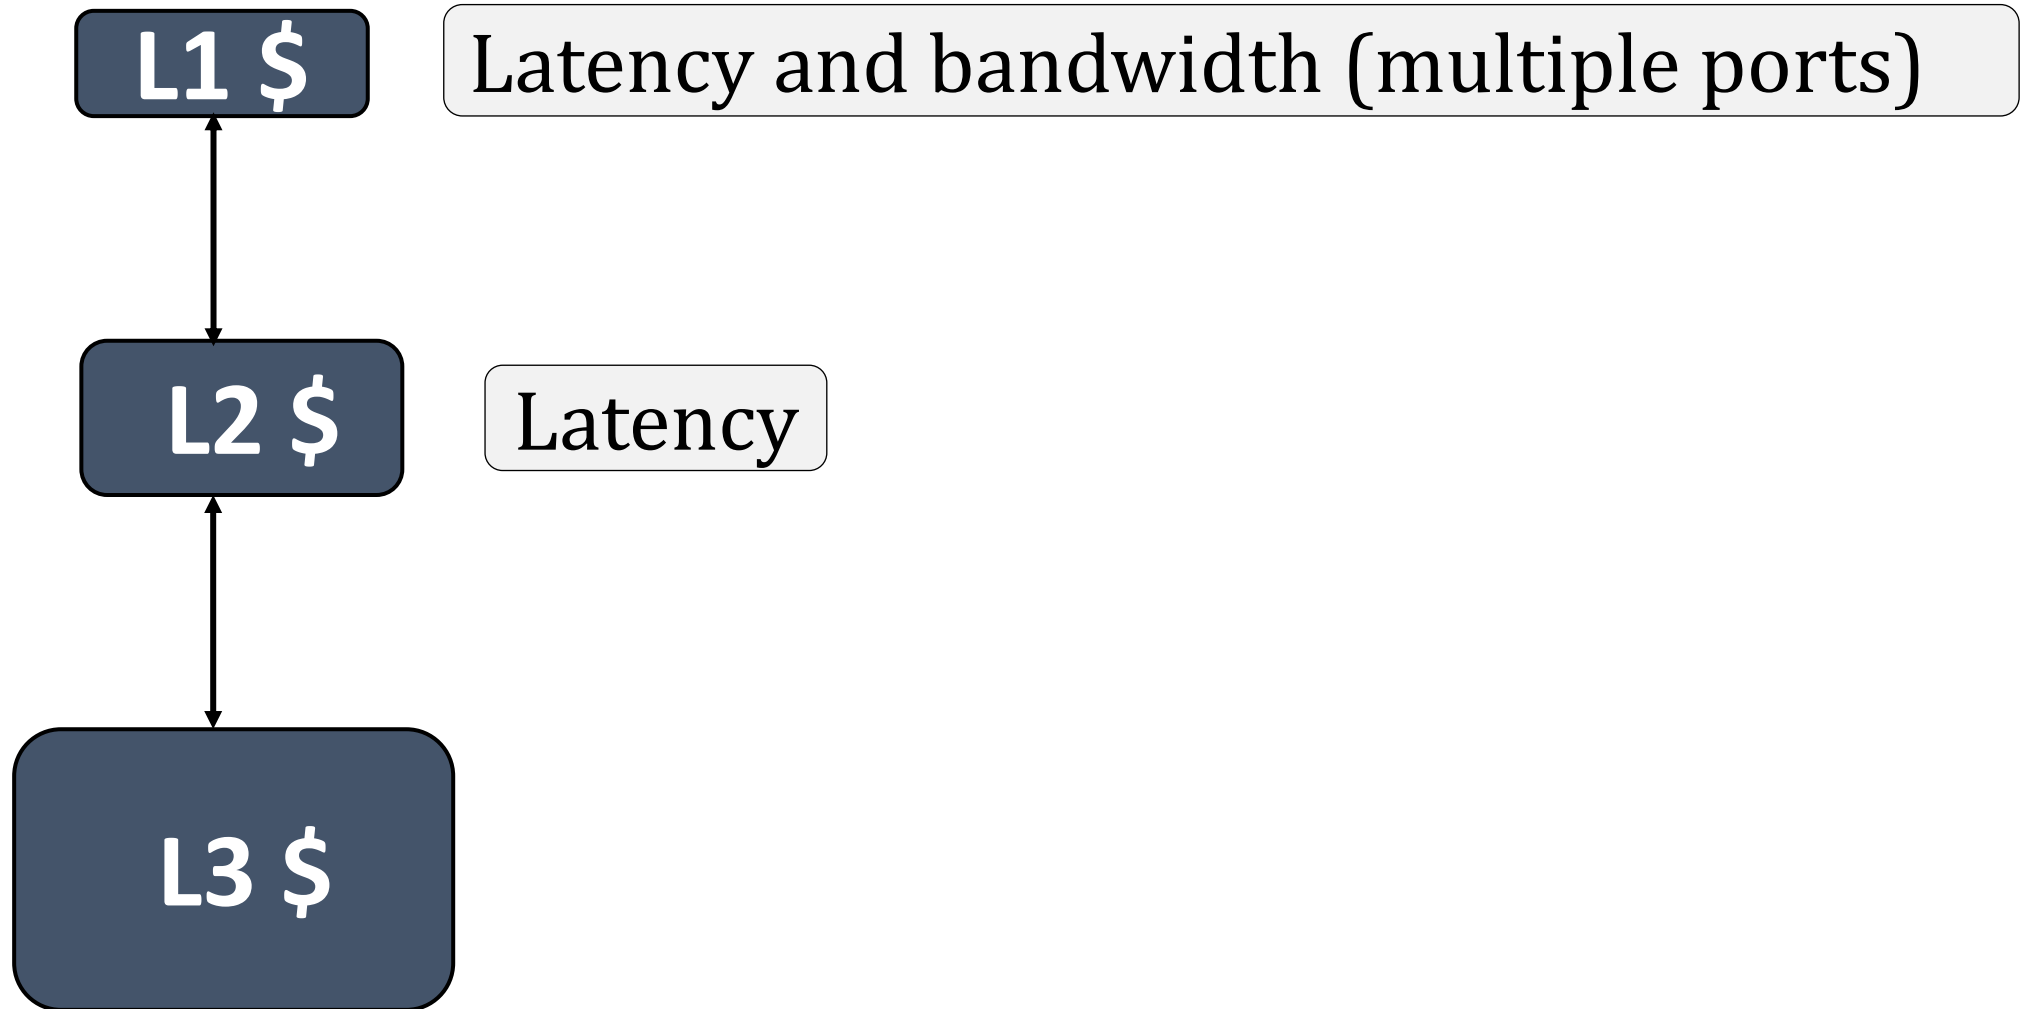 L1 $
Latency and bandwidth (multiple ports)
L2 $
Latency
L3 $